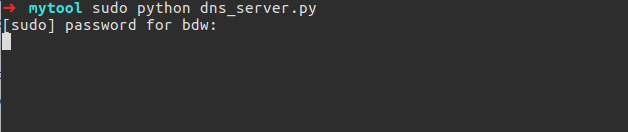 ➜ mytool sudo python dns_server.py
[sudo] password for bdw: